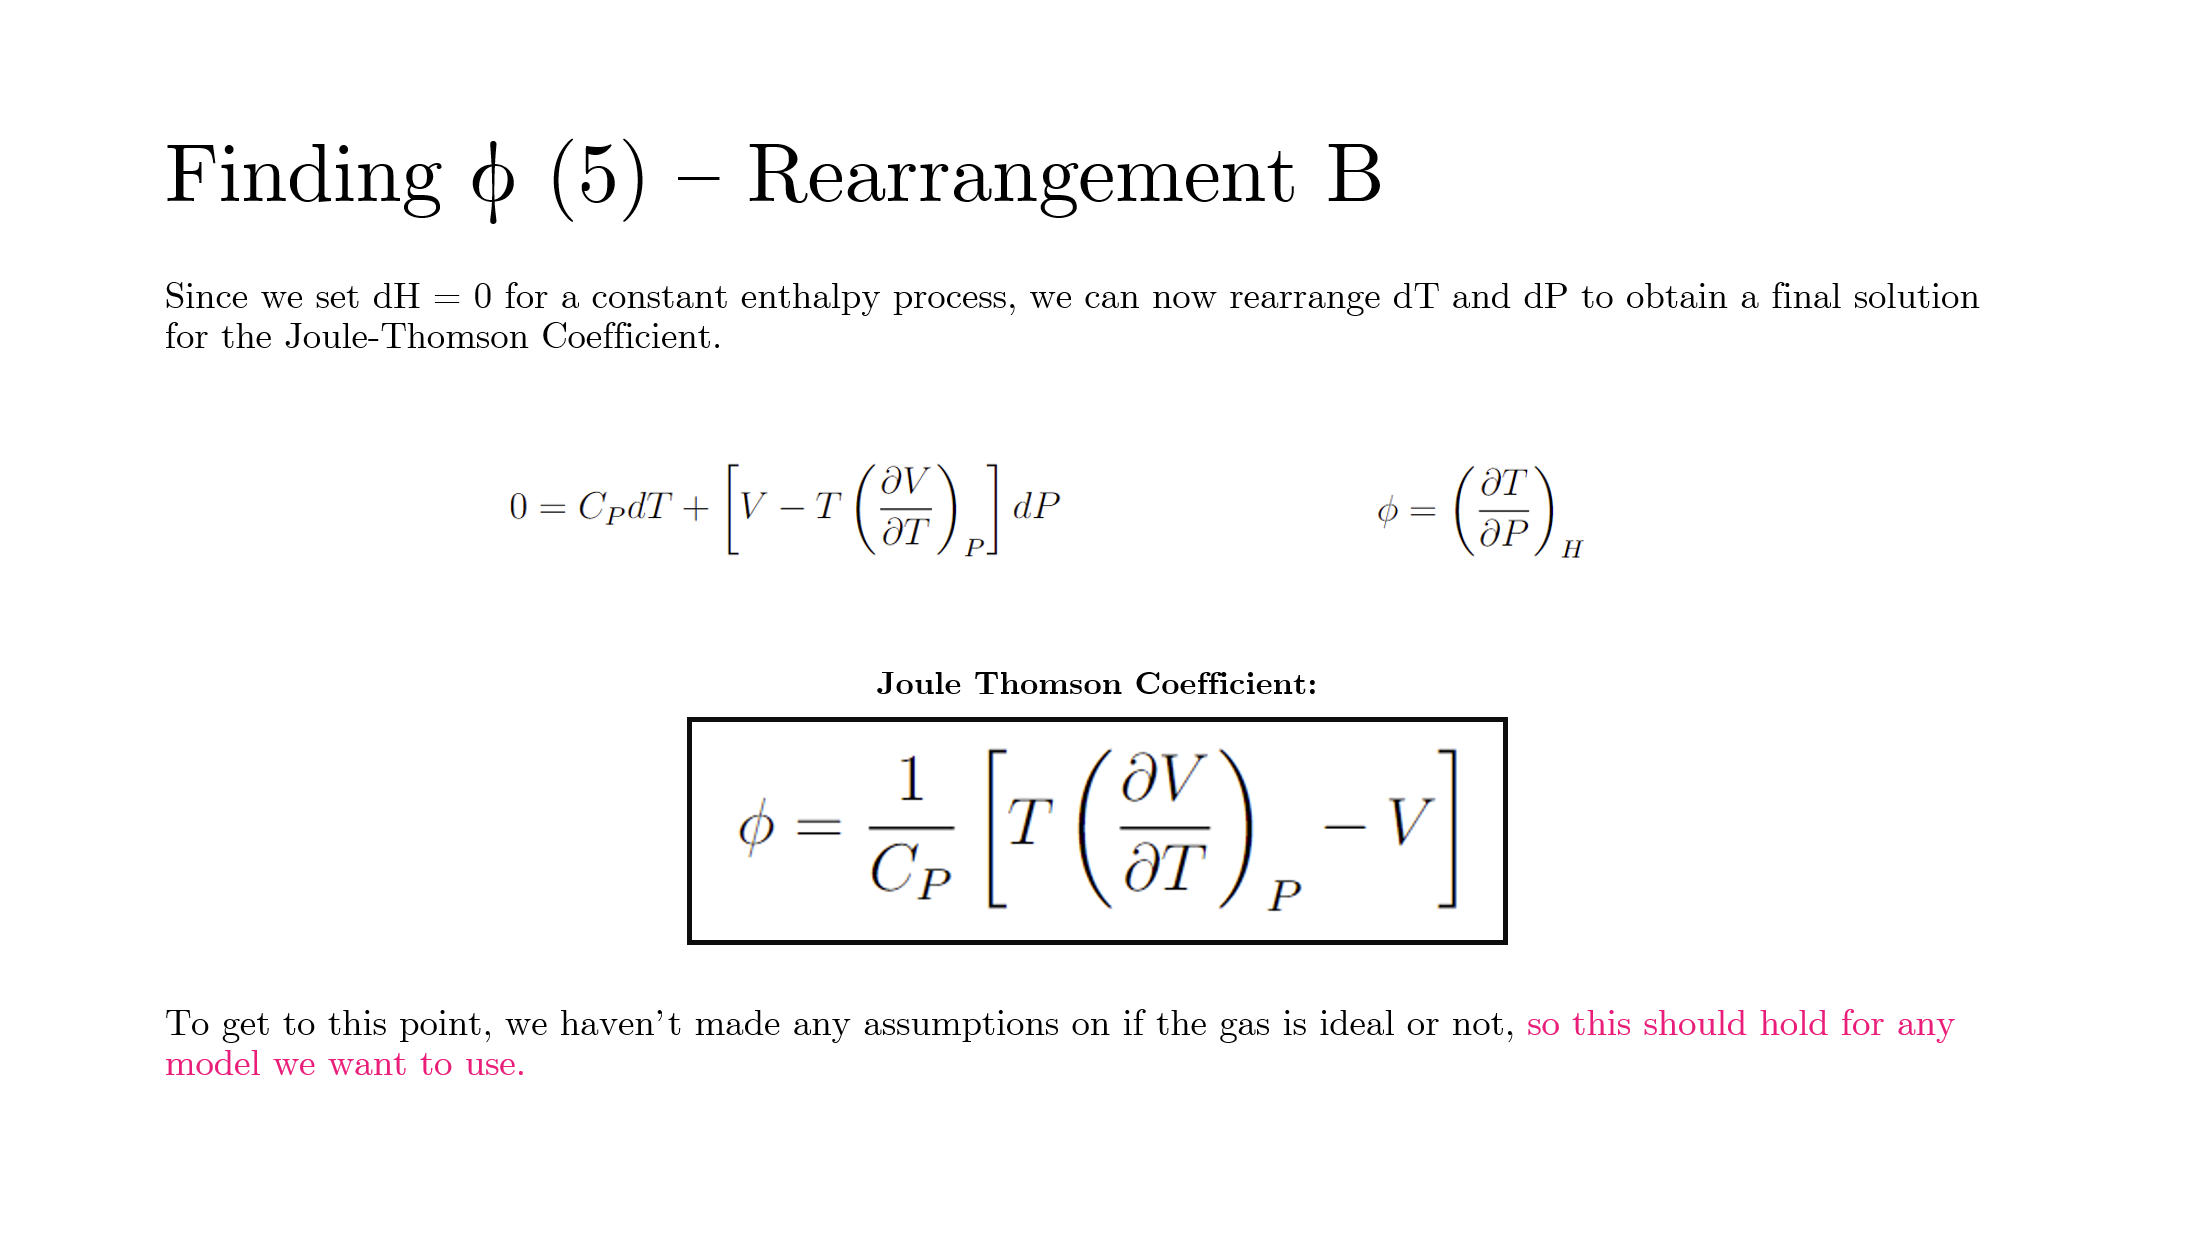 Finding ϕ (5) – Rearrangement B
Since we set dH = 0 for a constant enthalpy process, we can now rearrange dT and dP to obtain a final solution
for the Joule-Thomson Coefficient.
$0 = C_P dT + \left[ V - T \left( \frac{\partial V}{\partial T} \right)_P \right] dP$
$\phi = \left( \frac{\partial T}{\partial P} \right)_H$
Joule Thomson Coefficient:
$\phi = \frac{1}{C_P} \left[ T \left( \frac{\partial V}{\partial T} \right)_P - V \right]$
To get to this point, we haven't made any assumptions on if the gas is ideal or not, so this should hold for any
model we want to use.